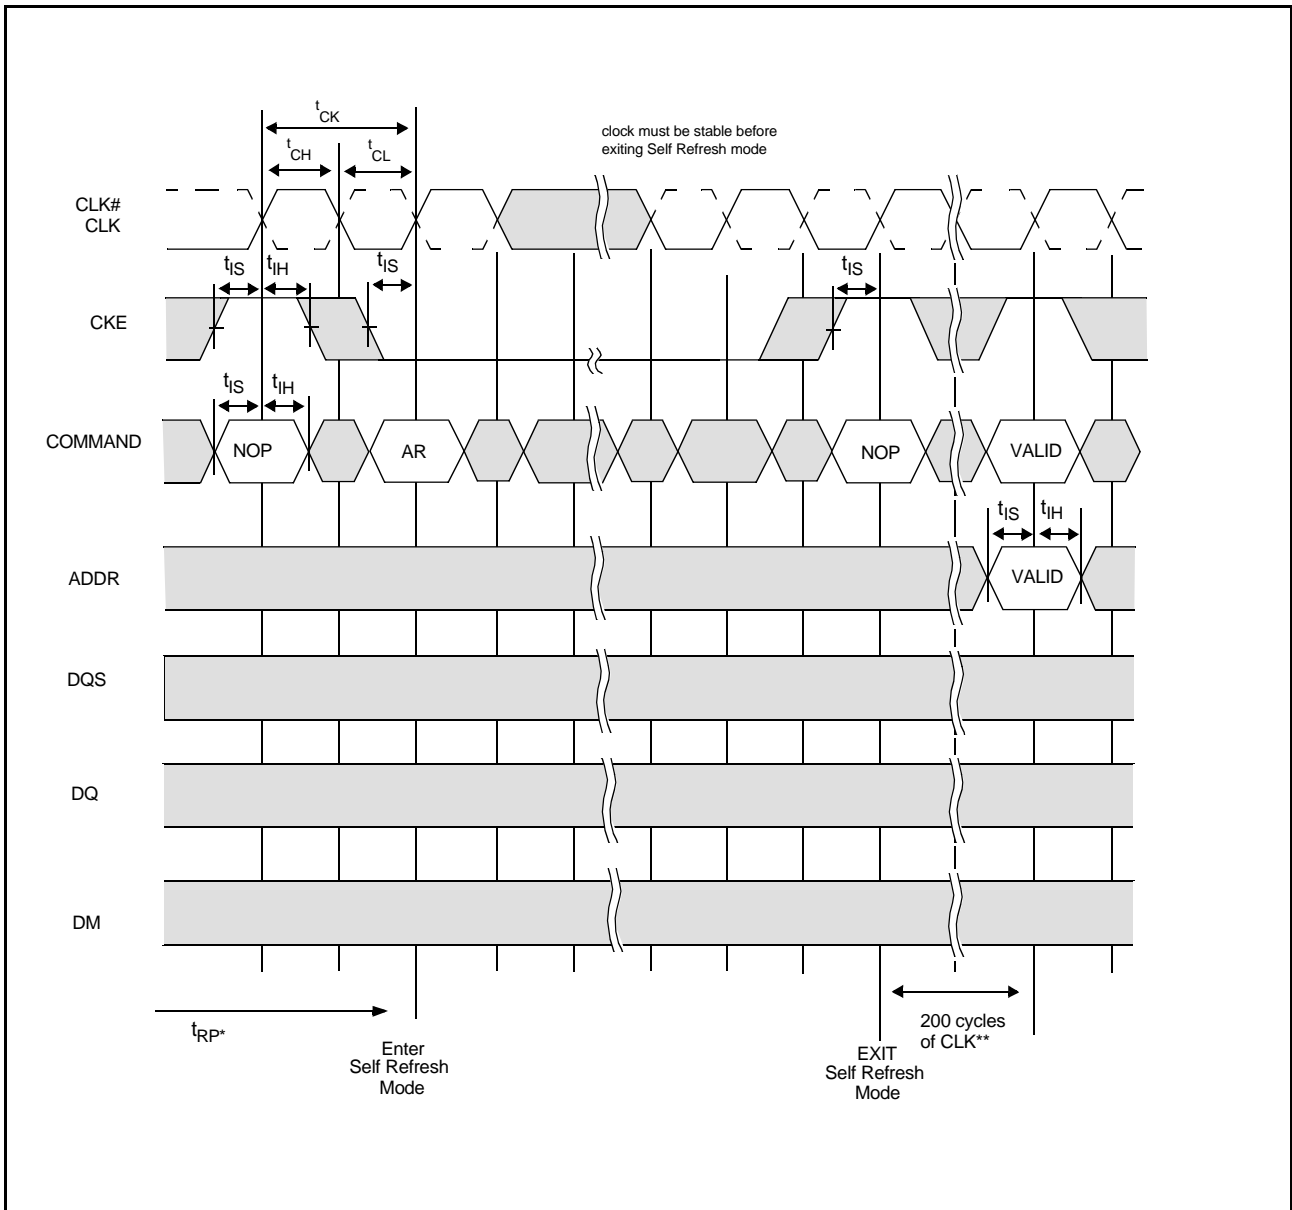 tCK
clock must be stable before
exiting Self Refresh mode
tCH
tCL
CLK#
CLK
tIS
tIH
tIS
tIS
CKE
tIS
tIH
COMMAND
NOP
AR
NOP
VALID
tIS
tIH
ADDR
VALID
DQS
DQ
DM
tRP*
Enter
Self Refresh
Mode
EXIT
Self Refresh
Mode
200 cycles
of CLK**